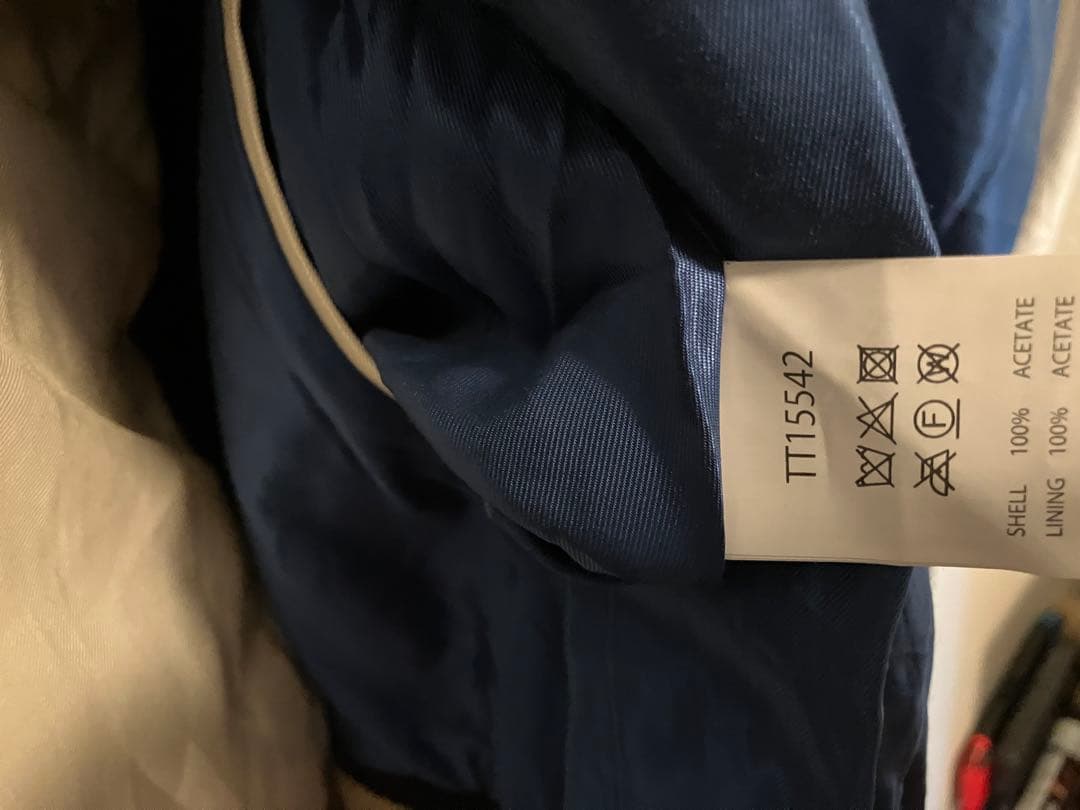 TT15542
F
W
SHELL 100% ACETATE
LINING 100% ACETATE